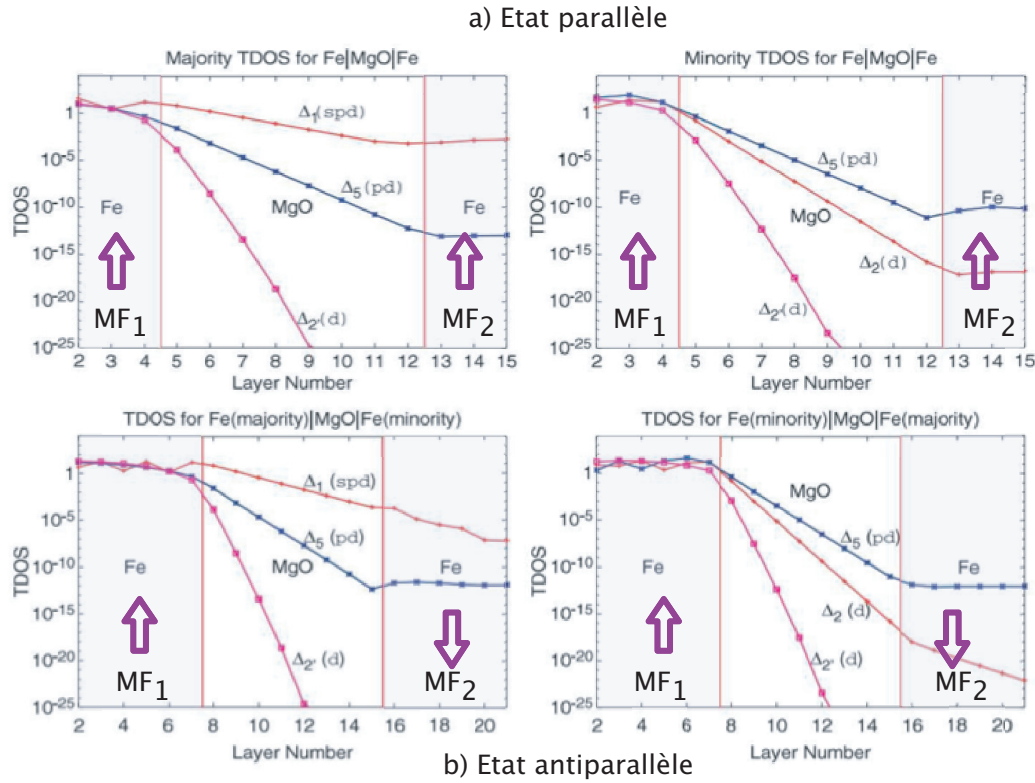 a) Etat parallèle
Majority TDOS for Fe|MgO|Fe
TDOS
1
10-5
10-10
10-15
10-20
10-25
Δ1(spd)
Δ5(pd)
Δ2'(d)
Fe
MgO
Fe
MF1
MF2
2 3 4 5 6 7 8 9 10 11 12 13 14 15
Layer Number
Minority TDOS for Fe|MgO|Fe
TDOS
1
10-5
10-10
10-15
10-20
10-25
Δ5(pd)
Δ2(d)
Δ2'(d)
Fe
MgO
Fe
MF1
MF2
2 3 4 5 6 7 8 9 10 11 12 13 14 15
Layer Number
TDOS for Fe(majority)|MgO|Fe(minority)
TDOS
1
10-5
10-10
10-15
10-20
10-25
Δ1 (spd)
Δ5 (pd)
Δ2' (d)
Fe
MgO
Fe
MF1
MF2
2 4 6 8 10 12 14 16 18 20
Layer Number
TDOS for Fe(minority)|MgO|Fe(majority)
TDOS
1
10-5
10-10
10-15
10-20
10-25
MgO
Δ5 (pd)
Δ2 (d)
Δ2' (d)
Fe
Fe
MF1
MF2
2 4 6 8 10 12 14 16 18 20
Layer Number
b) Etat antiparallèle